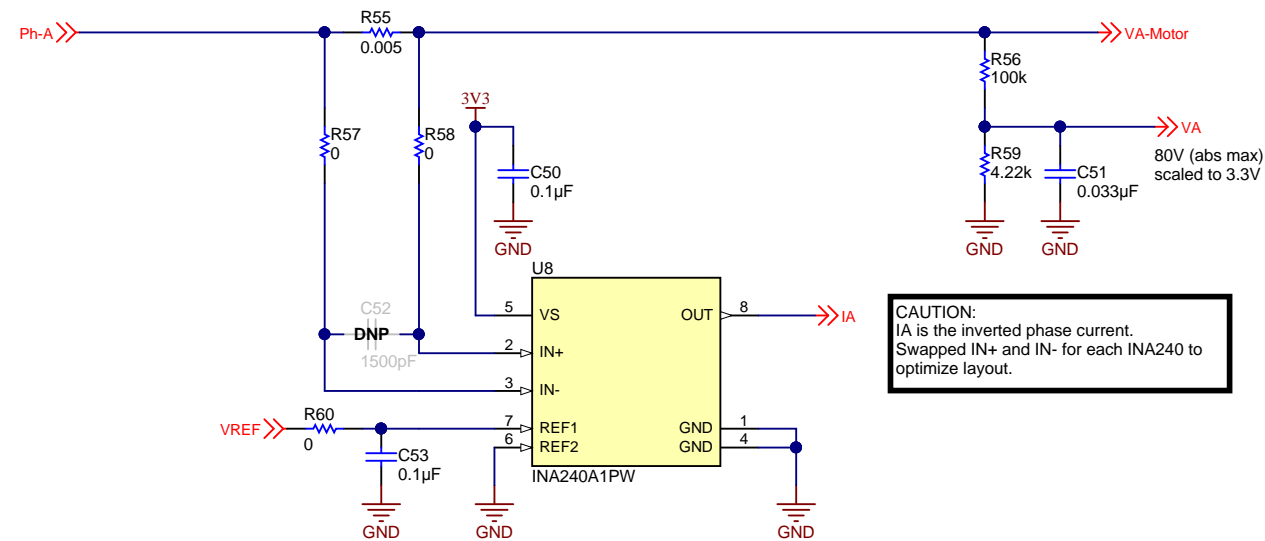 R55
Ph-A
VA-Motor
0.005
R56
100k
3V3
R57
0
R58
0
VA
R59
4.22k
C51
0.033µF
80V (abs max)
scaled to 3.3V
C50
0.1µF
GND
GND
GND
U8
C52
DNP
1500pF
5
VS
OUT
8
IA
2
IN+
3
IN-
CAUTION:
IA is the inverted phase current.
Swapped IN+ and IN- for each INA240 to
optimize layout.
R60
VREF
0
7
REF1
6
REF2
GND
1
GND
4
C53
0.1µF
INA240A1PW
GND
GND
GND